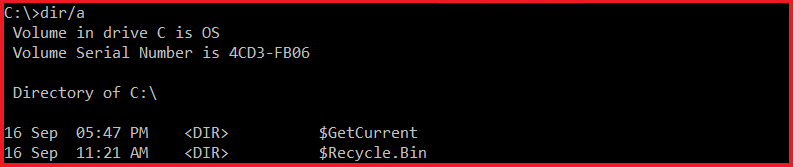 C:\>dir/a
Volume in drive C is OS
Volume Serial Number is 4CD3-FB06
Directory of C:\
16 Sep  05:47 PM    <DIR>          $GetCurrent
16 Sep  11:21 AM    <DIR>          $Recycle.Bin